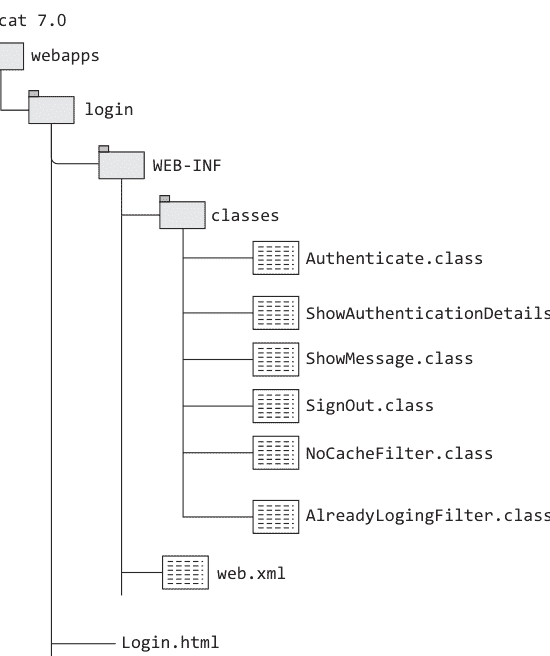 cat 7.0
webapps
login
WEB-INF
classes
Authenticate.class
ShowAuthenticationDetails
ShowMessage.class
SignOut.class
NoCacheFilter.class
AlreadyLogingFilter.class
web.xml
Login.html